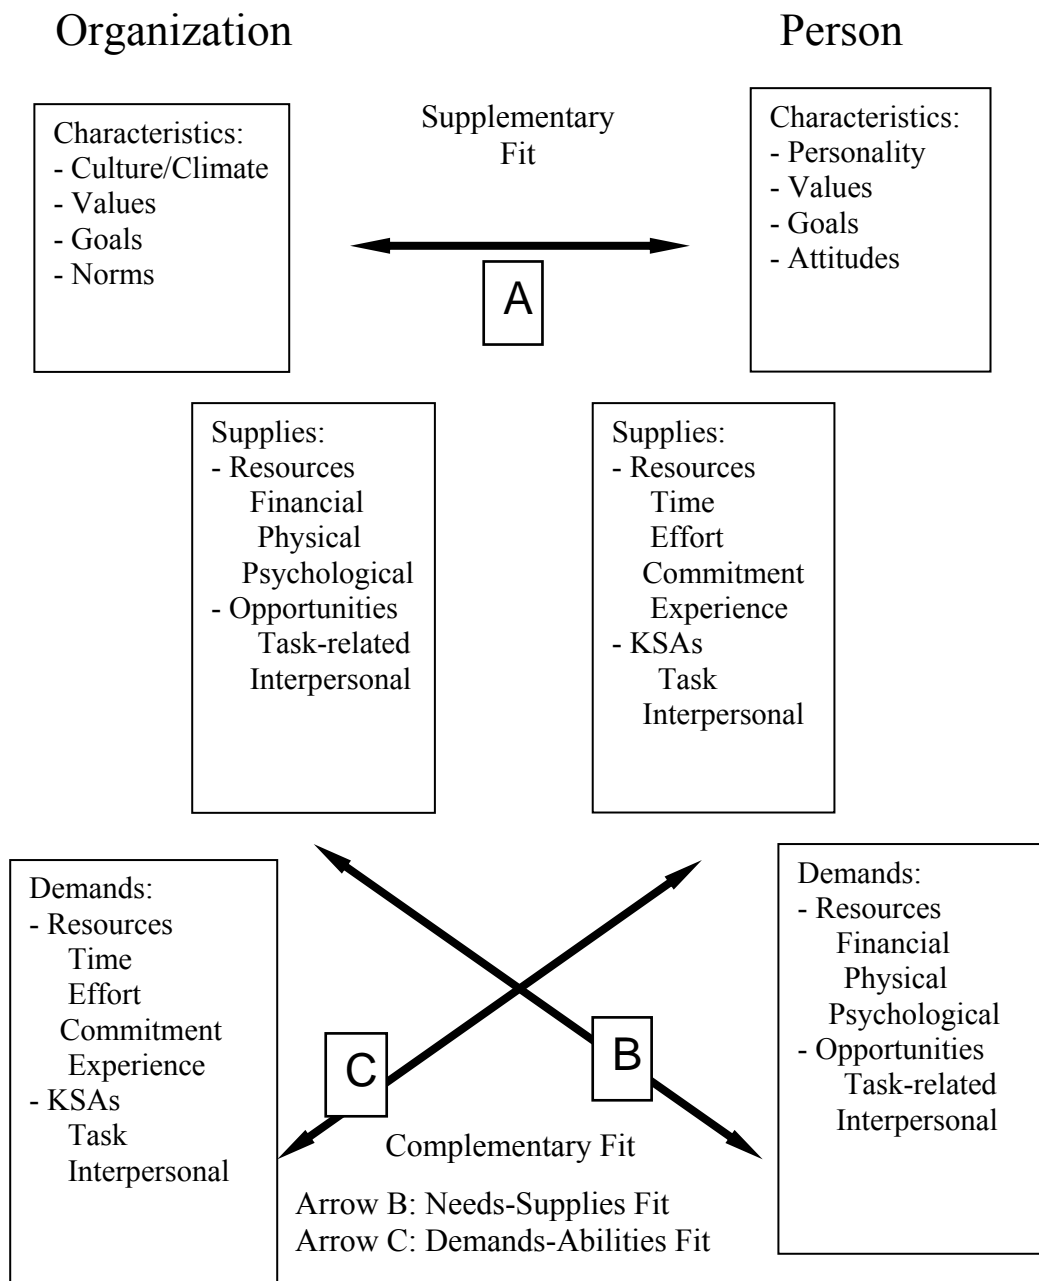 Organization
Person
Characteristics:
- Culture/Climate
- Values
- Goals
- Norms
Supplementary
Fit
A
Characteristics:
- Personality
- Values
- Goals
- Attitudes
Supplies:
- Resources
Financial
Physical
Psychological
- Opportunities
Task-related
Interpersonal
Supplies:
- Resources
Time
Effort
Commitment
Experience
- KSAs
Task
Interpersonal
Demands:
- Resources
Time
Effort
Commitment
Experience
- KSAs
Task
Interpersonal
C
B
Complementary Fit
Arrow B: Needs-Supplies Fit
Arrow C: Demands-Abilities Fit
Demands:
- Resources
Financial
Physical
Psychological
- Opportunities
Task-related
Interpersonal